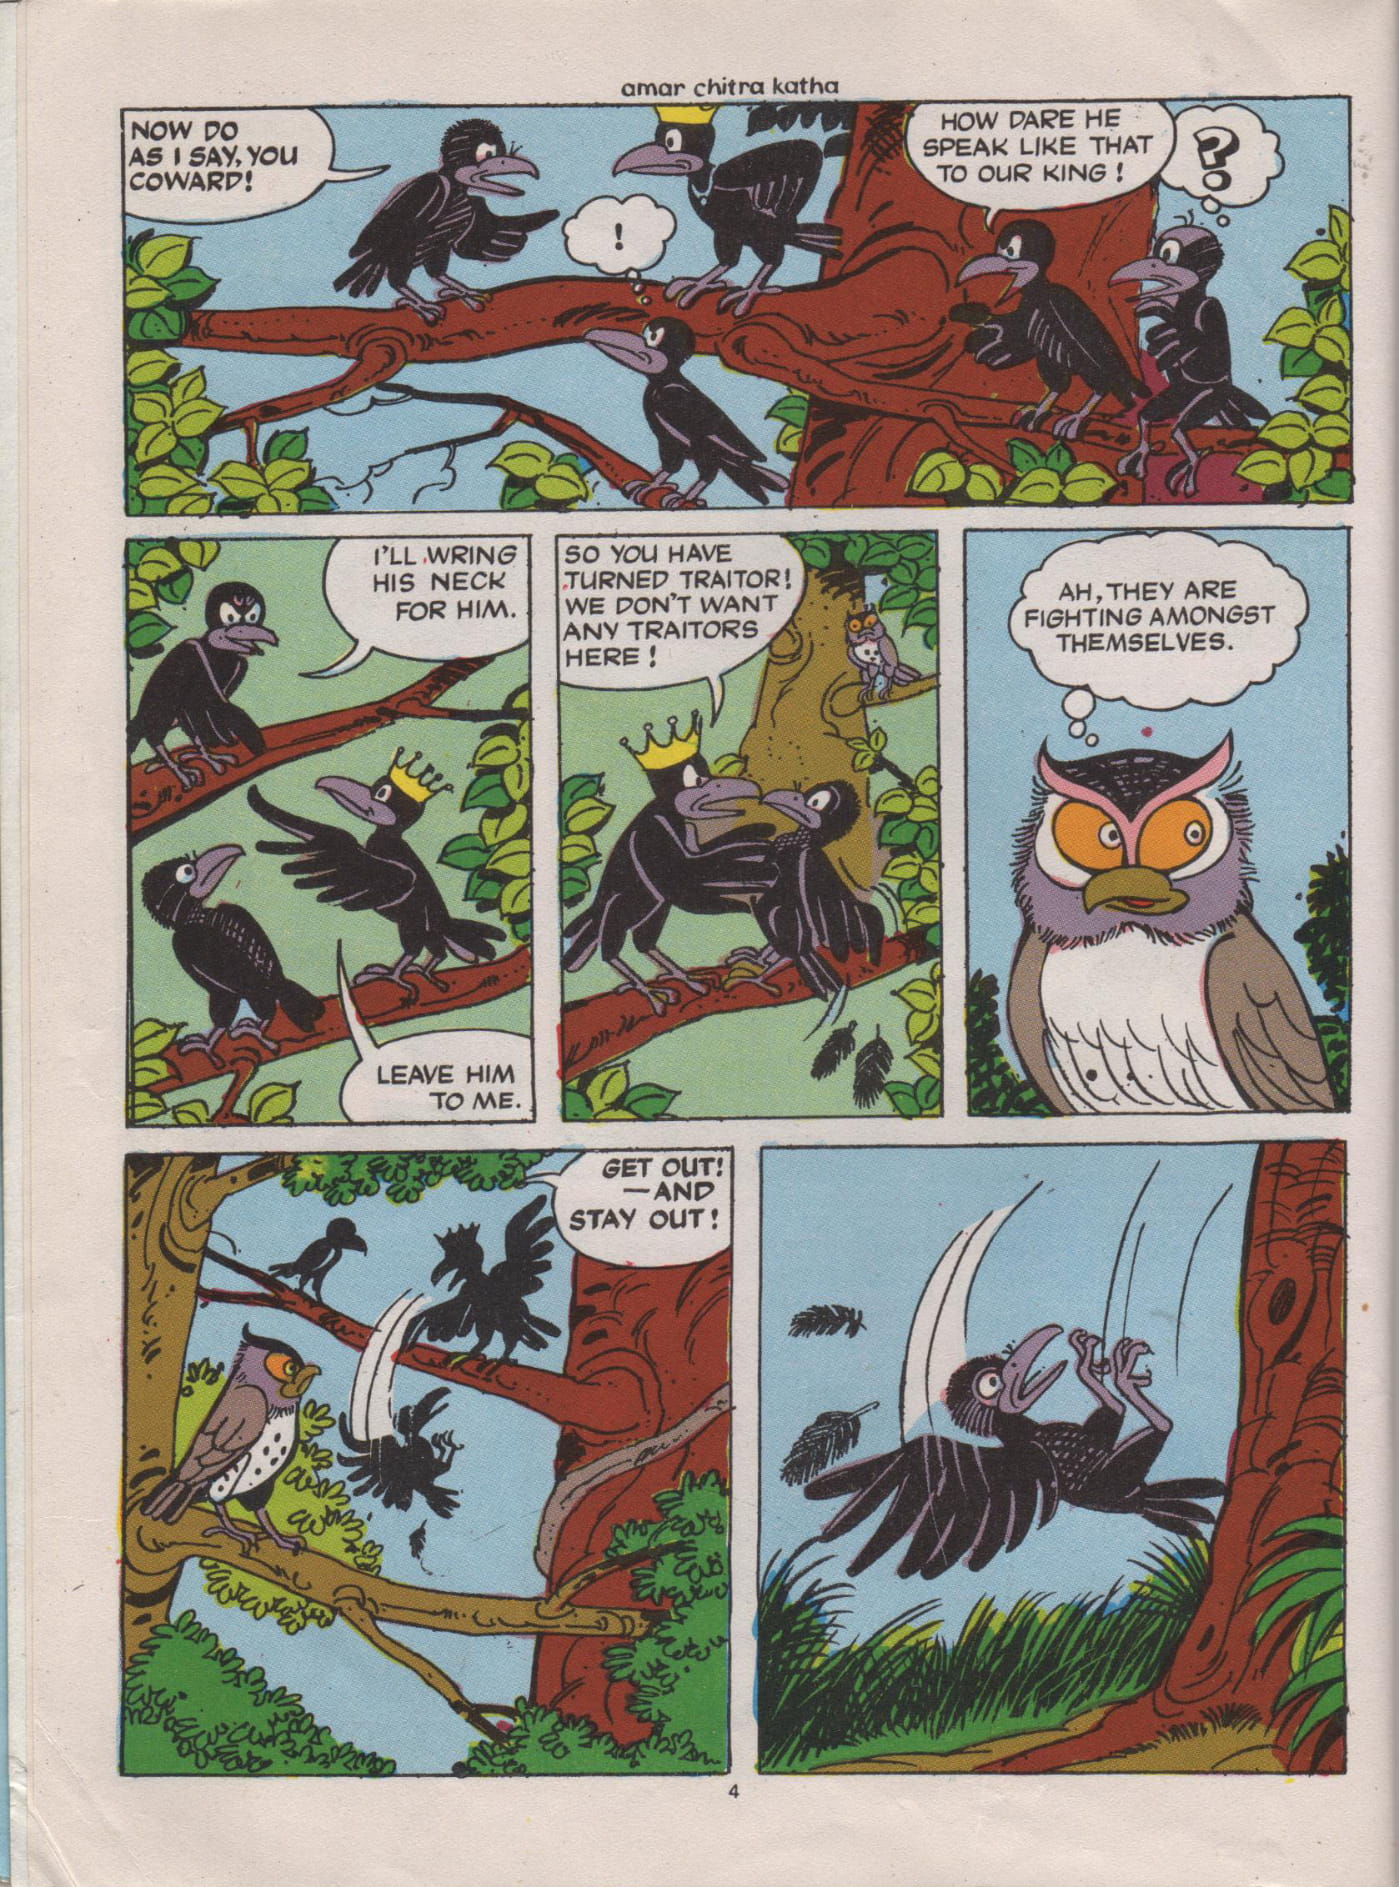 amar chitra katha
NOW DO
AS I SAY, YOU
COWARD!
!
HOW DARE HE
SPEAK LIKE THAT
TO OUR KING!
?
I'LL WRING
HIS NECK
FOR HIM.
LEAVE HIM
TO ME.
SO YOU HAVE
TURNED TRAITOR!
WE DON'T WANT
ANY TRAITORS
HERE!
AH, THEY ARE
FIGHTING AMONGST
THEMSELVES.
GET OUT!
—AND
STAY OUT!
4